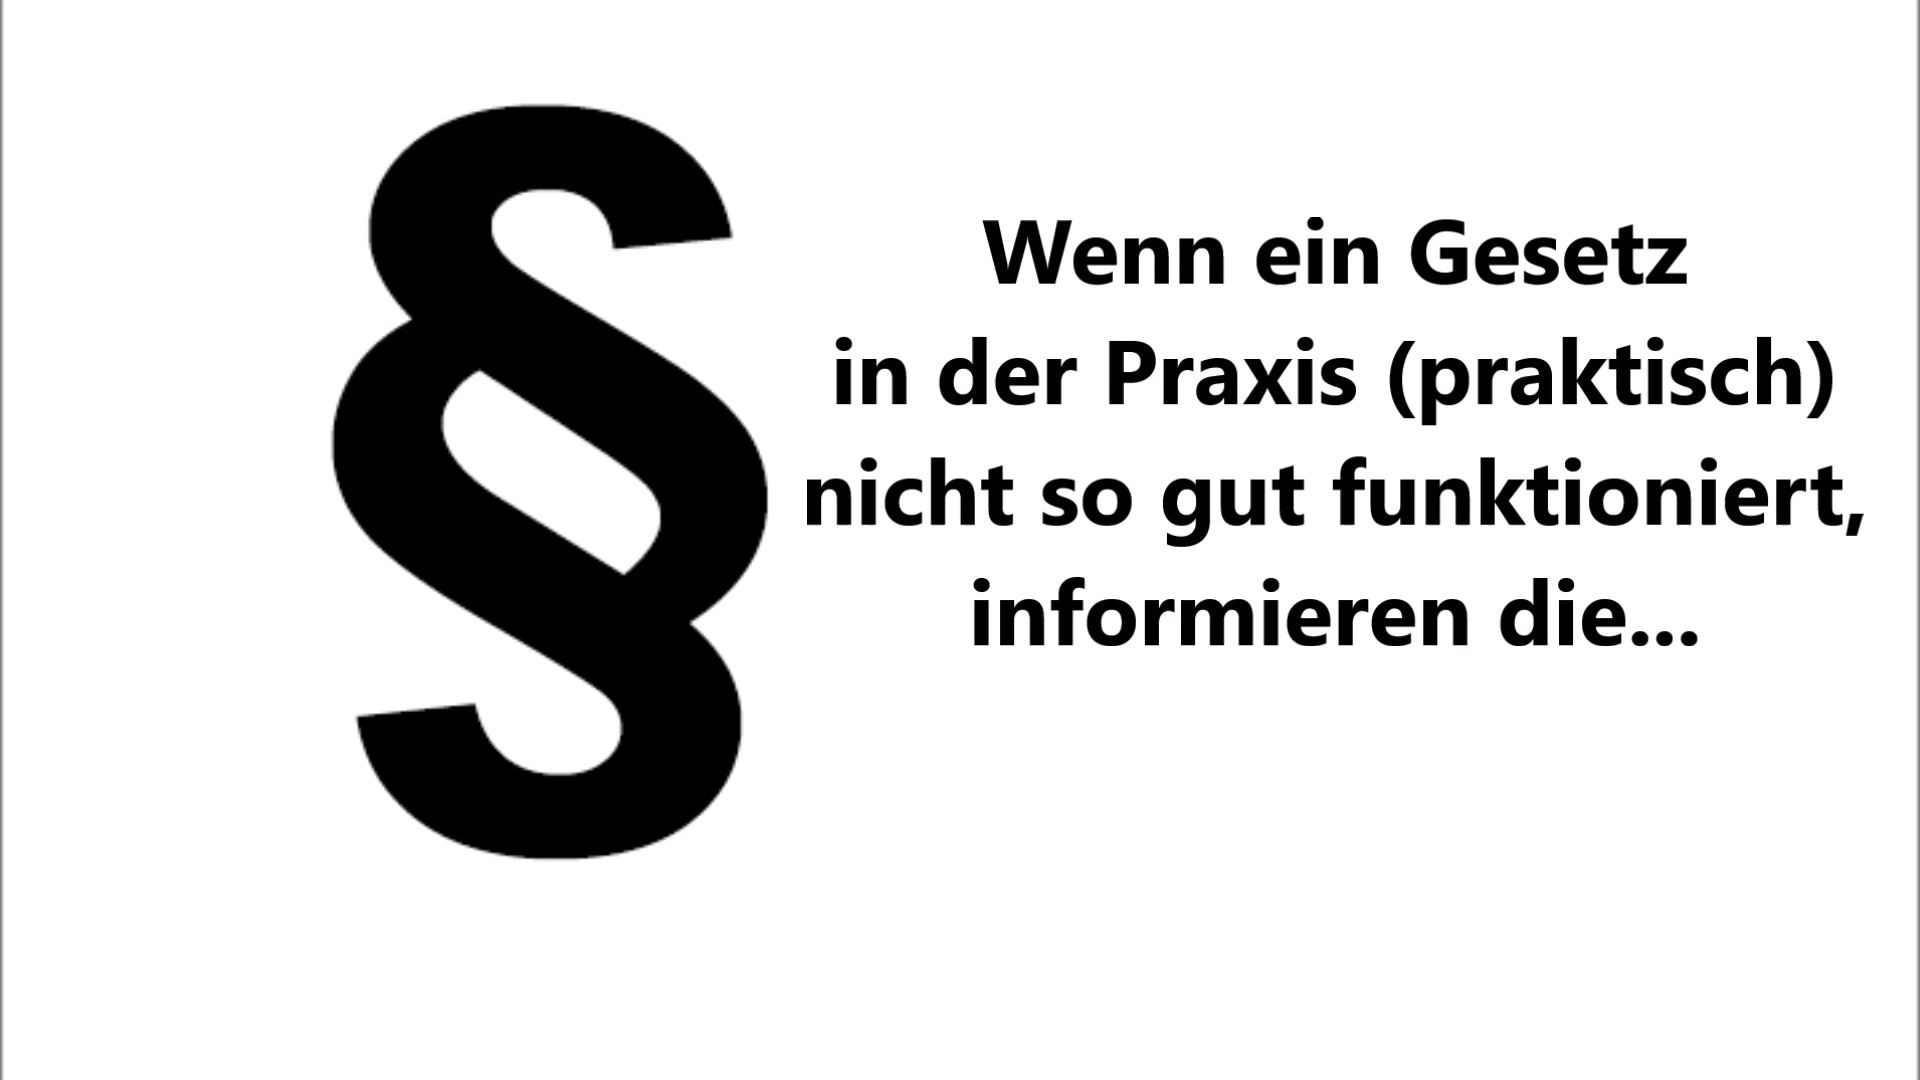 §
Wenn ein Gesetz
in der Praxis (praktisch)
nicht so gut funktioniert,
informieren die...